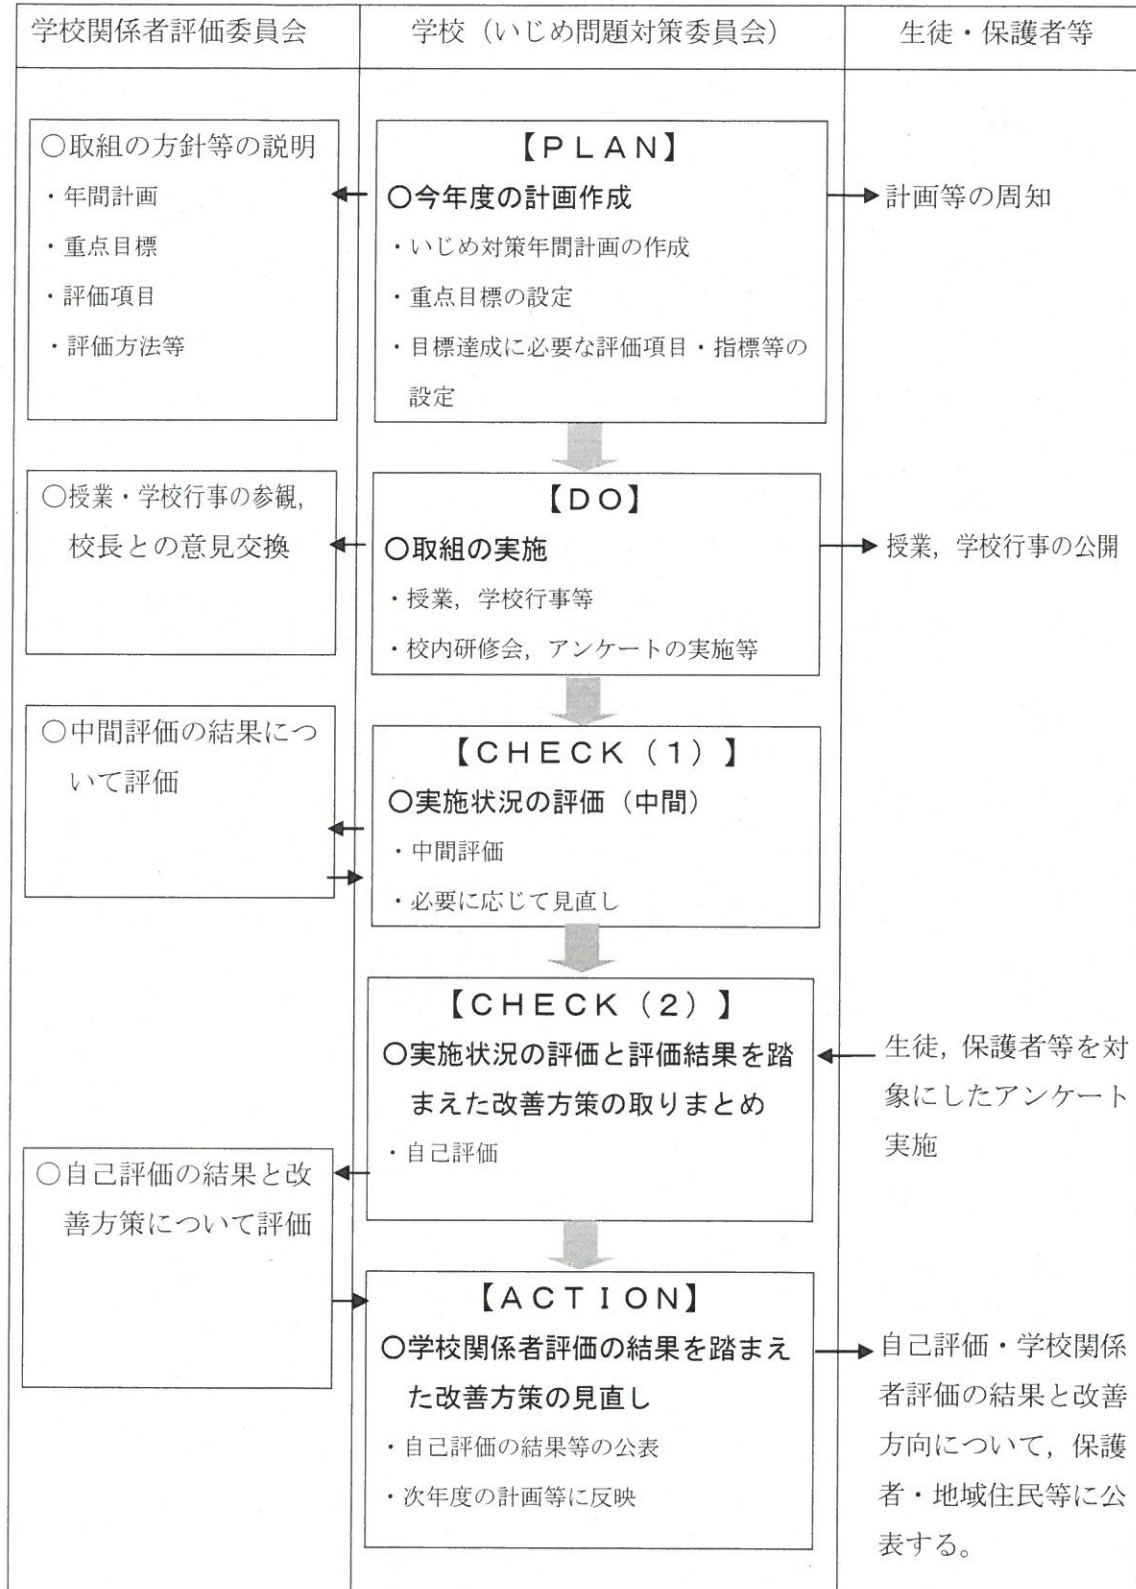 学校関係者評価委員会
学校（いじめ問題対策委員会）
生徒・保護者等
○取組の方針等の説明
・年間計画
・重点目標
・評価項目
・評価方法等
【ＰＬＡＮ】
○今年度の計画作成
・いじめ対策年間計画の作成
・重点目標の設定
・目標達成に必要な評価項目・指標等の
設定
計画等の周知
○授業・学校行事の参観，
校長との意見交換
【ＤＯ】
○取組の実施
・授業，学校行事等
・校内研修会，アンケートの実施等
授業，学校行事の公開
○中間評価の結果につ
いて評価
【ＣＨＥＣＫ（１）】
○実施状況の評価（中間）
・中間評価
・必要に応じて見直し
【ＣＨＥＣＫ（２）】
○実施状況の評価と評価結果を踏
まえた改善方策の取りまとめ
・自己評価
生徒，保護者等を対
象にしたアンケート
実施
○自己評価の結果と改
善方策について評価
【ＡＣＴＩＯＮ】
○学校関係者評価の結果を踏まえ
た改善方策の見直し
・自己評価の結果等の公表
・次年度の計画等に反映
自己評価・学校関係
者評価の結果と改善
方向について，保護
者・地域住民等に公
表する。